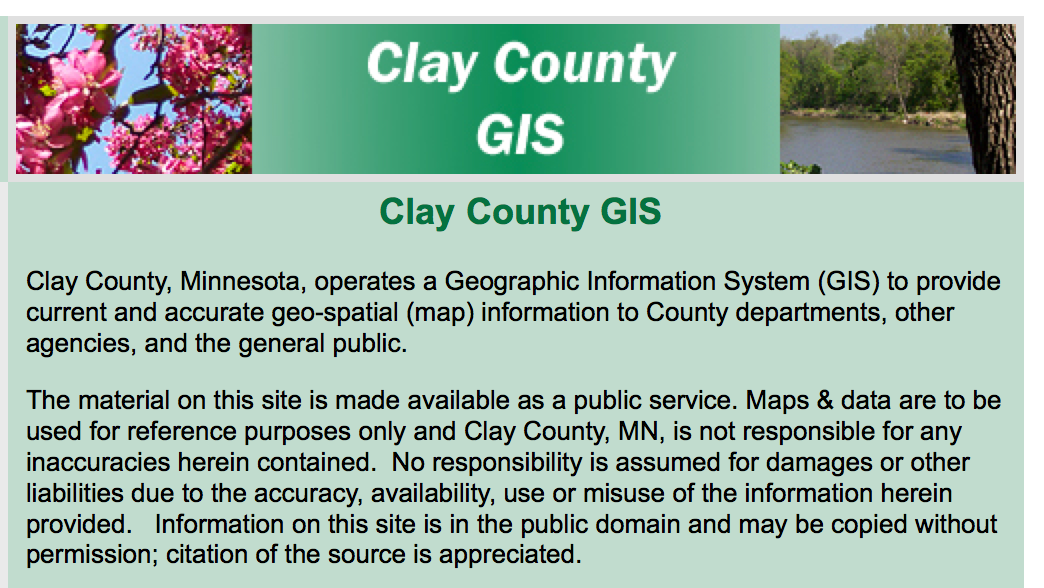 Clay County
GIS
Clay County GIS
Clay County, Minnesota, operates a Geographic Information System (GIS) to provide
current and accurate geo-spatial (map) information to County departments, other
agencies, and the general public.
The material on this site is made available as a public service. Maps & data are to be
used for reference purposes only and Clay County, MN, is not responsible for any
inaccuracies herein contained.  No responsibility is assumed for damages or other
liabilities due to the accuracy, availability, use or misuse of the information herein
provided.   Information on this site is in the public domain and may be copied without
permission; citation of the source is appreciated.